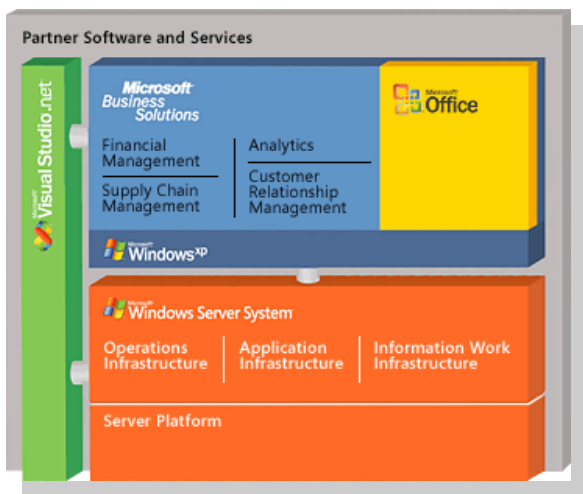 Partner Software and Services
Visual Studio.net
Microsoft
Business
Solutions
Financial
Management
Supply Chain
Management
Analytics
Customer
Relationship
Management
Microsoft
Office
Microsoft
Windows xp
Microsoft
Windows Server System
Operations
Infrastructure
Application
Infrastructure
Information Work
Infrastructure
Server Platform